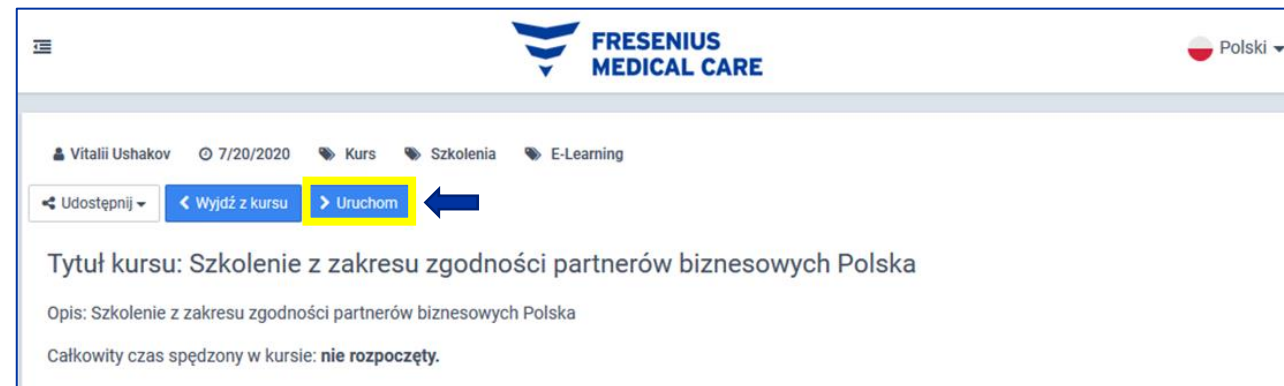 FRESENIUS
MEDICAL CARE
Polski
Vitalii Ushakov 7/20/2020 Kurs Szkolenia E-Learning
Udostępnij Wyjdź z kursu Uruchom
Tytuł kursu: Szkolenie z zakresu zgodności partnerów biznesowych Polska
Opis: Szkolenie z zakresu zgodności partnerów biznesowych Polska
Całkowity czas spędzony w kursie: nie rozpoczęty.